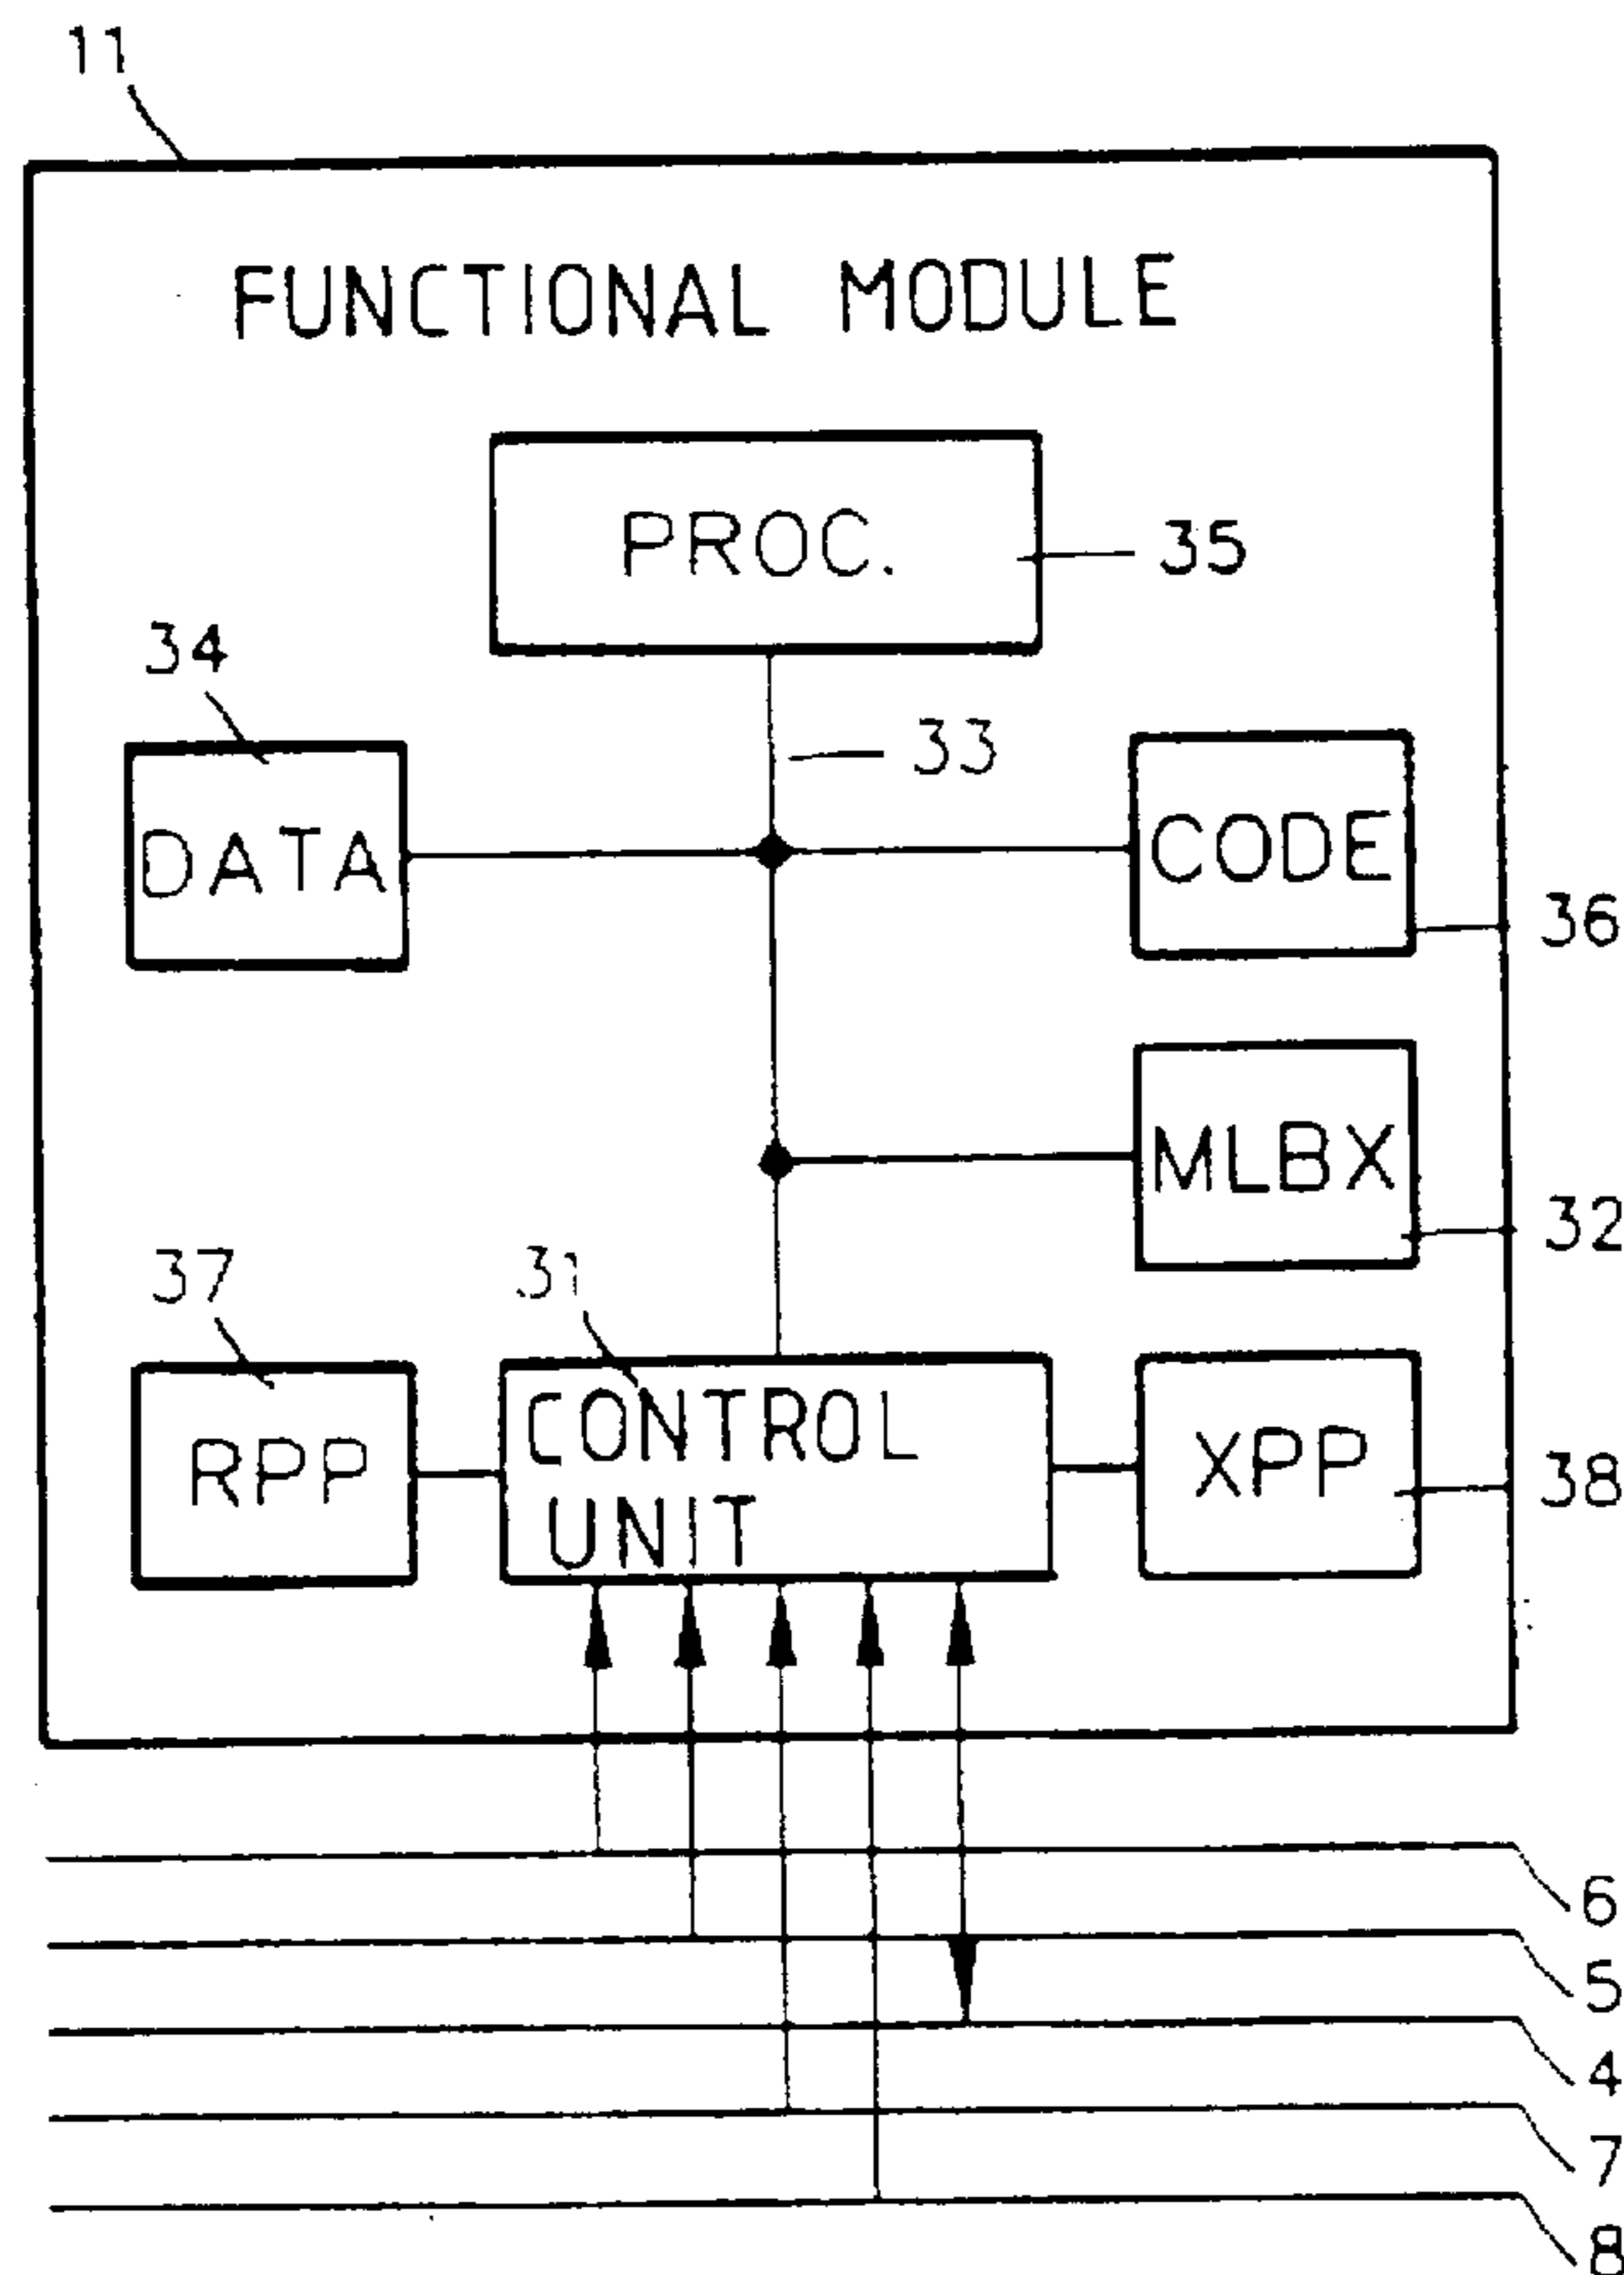 11
FUNCTIONAL MODULE
PROC.
35
34
33
DATA
CODE
36
MLBX
32
37
31
RPP
CONTROL
UNIT
XPP
38
6
5
4
7
8